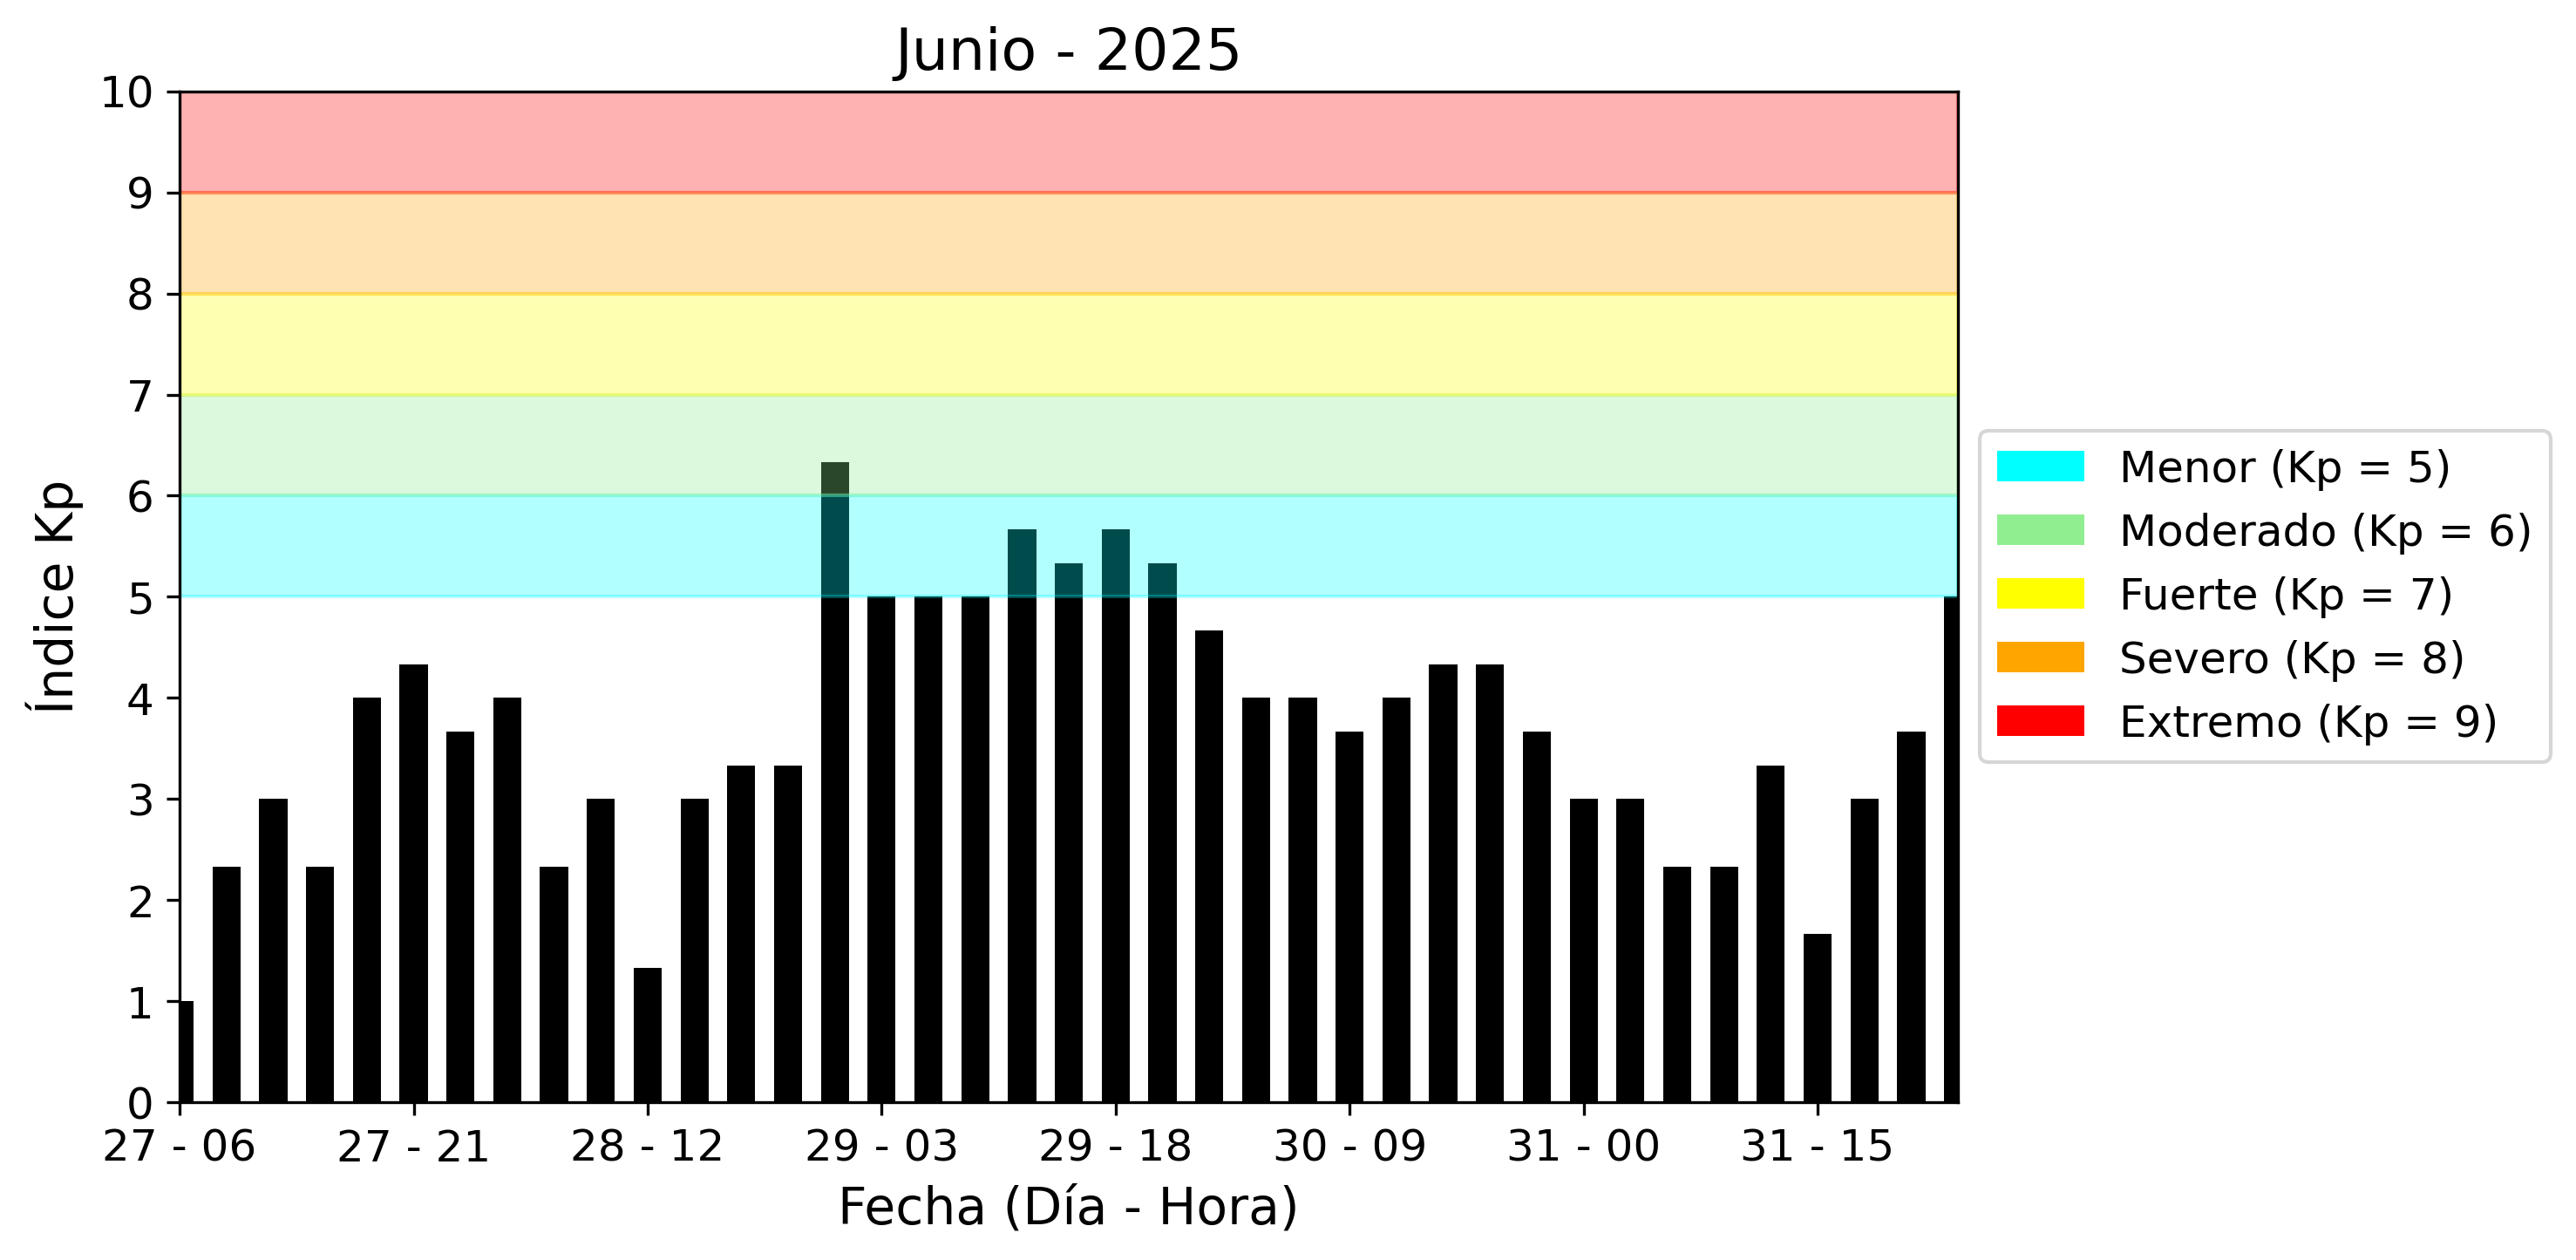 Junio - 2025
10
9
8
7
6
5
4
3
2
1
0
Índice Kp
27 - 06
27 - 21
28 - 12
29 - 03
29 - 18
30 - 09
31 - 00
31 - 15
Fecha (Día - Hora)
Menor (Kp = 5)
Moderado (Kp = 6)
Fuerte (Kp = 7)
Severo (Kp = 8)
Extremo (Kp = 9)